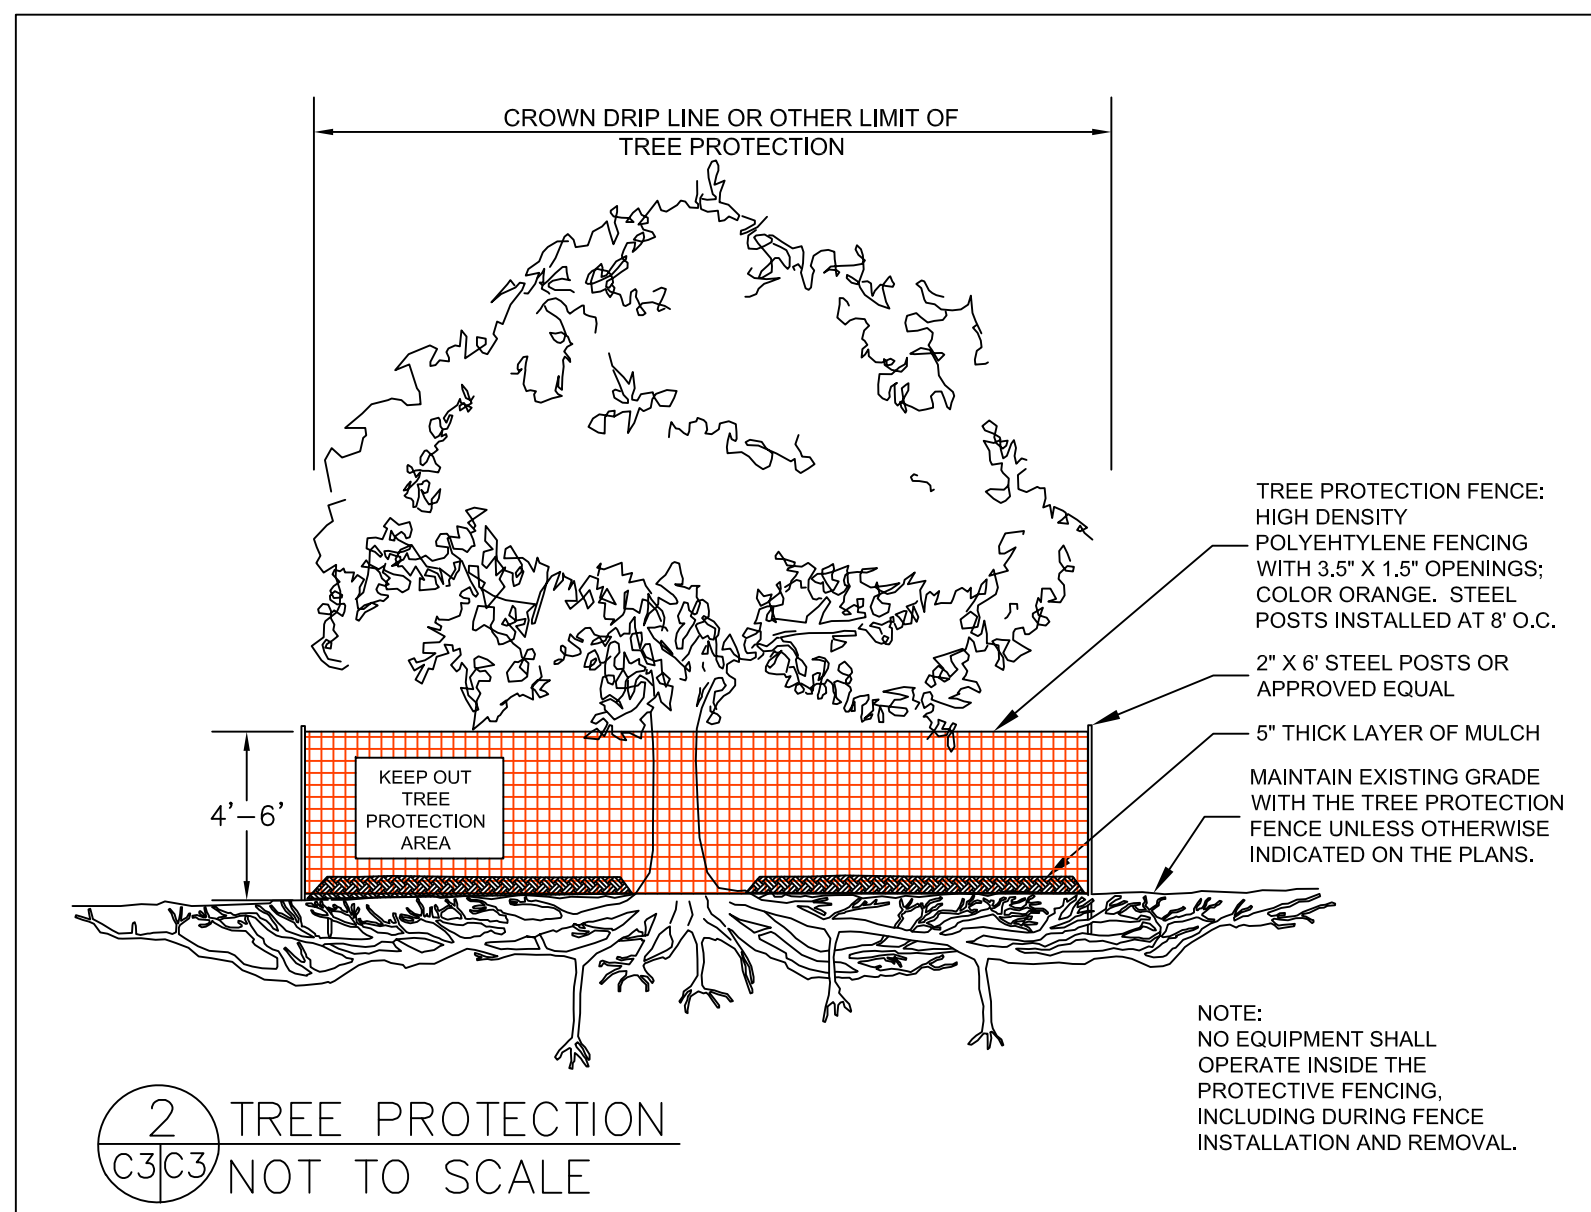 CROWN DRIP LINE OR OTHER LIMIT OF
TREE PROTECTION
TREE PROTECTION FENCE:
HIGH DENSITY
POLYEHTYLENE FENCING
WITH 3.5" X 1.5" OPENINGS;
COLOR ORANGE. STEEL
POSTS INSTALLED AT 8' O.C.
2" X 6' STEEL POSTS OR
APPROVED EQUAL
5" THICK LAYER OF MULCH
MAINTAIN EXISTING GRADE
WITH THE TREE PROTECTION
FENCE UNLESS OTHERWISE
INDICATED ON THE PLANS.
KEEP OUT
TREE
PROTECTION
AREA
4'-6'
NOTE:
NO EQUIPMENT SHALL
OPERATE INSIDE THE
PROTECTIVE FENCING,
INCLUDING DURING FENCE
INSTALLATION AND REMOVAL.
2 TREE PROTECTION
C3 C3 NOT TO SCALE